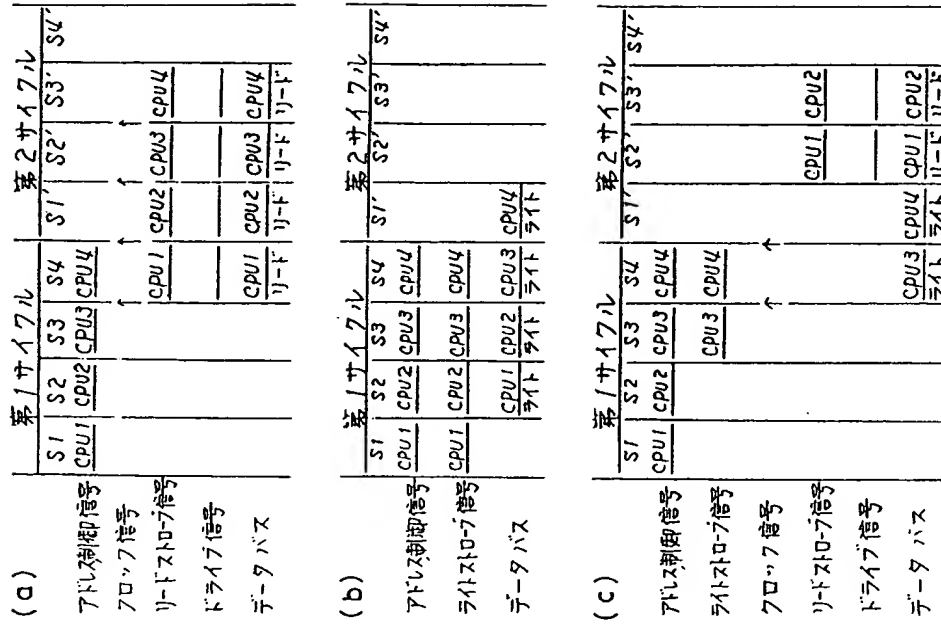 (a)
第1サイクル 第2サイクル
S1 S2 S3 S4 S1' S2' S3' S4'
アドレス,制御信号 CPU1 CPU2 CPU3 CPU4
クロック信号
リードストローブ信号 CPU1 CPU2 CPU3 CPU4
ドライブ信号
データバス CPU1 CPU2 CPU3 CPU4
リード リード リード リード
(b)
第1サイクル 第2サイクル
S1 S2 S3 S4 S1' S2' S3' S4'
アドレス,制御信号 CPU1 CPU2 CPU3 CPU4
ライトストローブ信号 CPU1 CPU2 CPU3 CPU4
データバス CPU1 CPU2 CPU3 CPU4
ライト ライト ライト ライト
(c)
第1サイクル 第2サイクル
S1 S2 S3 S4 S1' S2' S3' S4'
アドレス,制御信号 CPU1 CPU2 CPU3 CPU4
ライトストローブ信号 CPU3 CPU4
クロック信号
リードストローブ信号 CPU1 CPU2
ドライブ信号
データバス CPU3 CPU4 CPU1 CPU2
ライト ライト リード リード